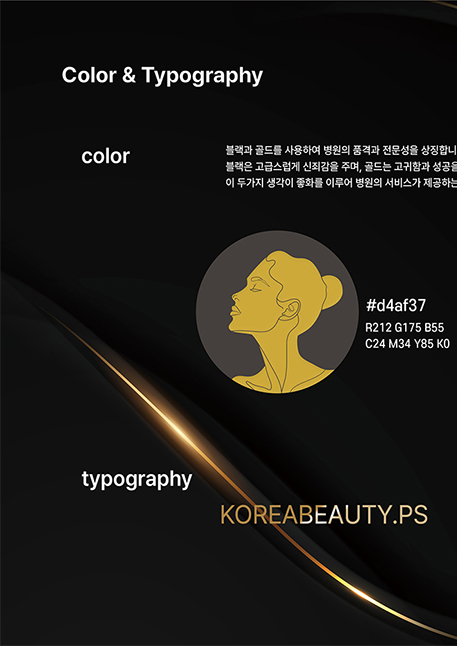 Color & Typography
color
블랙과 골드를 사용하여 병원의 품격과 전문성을 상징합니
블랙은 고급스럽게 신죄감을 주며, 골드는 고귀함과 성공을
이 두가지 생각이 좋화를 이루어 병원의 서비스가 제공하는
#d4af37
R212 G175 B55
C24 M34 Y85 K0
typography
KOREABEAUTY.PS